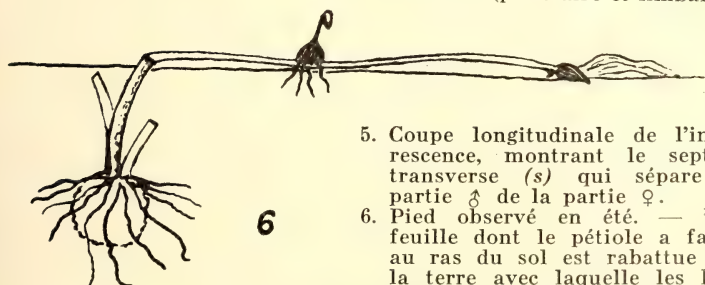 6
5. Coupe longitudinale de l'in
rescence, montrant le sept
transverse (s) qui sépare
partie ♂ de la partie ♀.
6. Pied observé en été. —
feuille dont le pétiole a fa
au ras du sol est rabattue
la terre avec laquelle les l